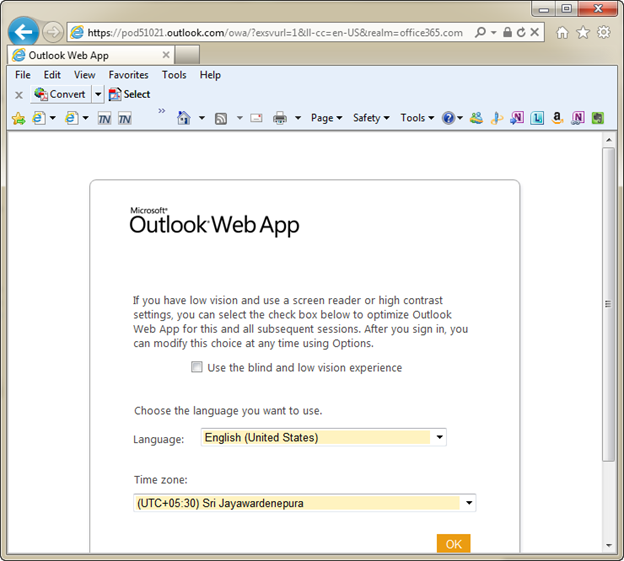 https://pod51021.outlook.com/owa/?exsvurl=1&ll-cc=en-US&realm=office365.com
Outlook Web App
File Edit View Favorites Tools Help
Convert Select
Page Safety Tools
Microsoft®
Outlook Web App
If you have low vision and use a screen reader or high contrast
settings, you can select the check box below to optimize Outlook
Web App for this and all subsequent sessions. After you sign in, you
can modify this choice at any time using Options.
Use the blind and low vision experience
Choose the language you want to use.
Language: English (United States)
Time zone:
(UTC+05:30) Sri Jayawardenepura
OK